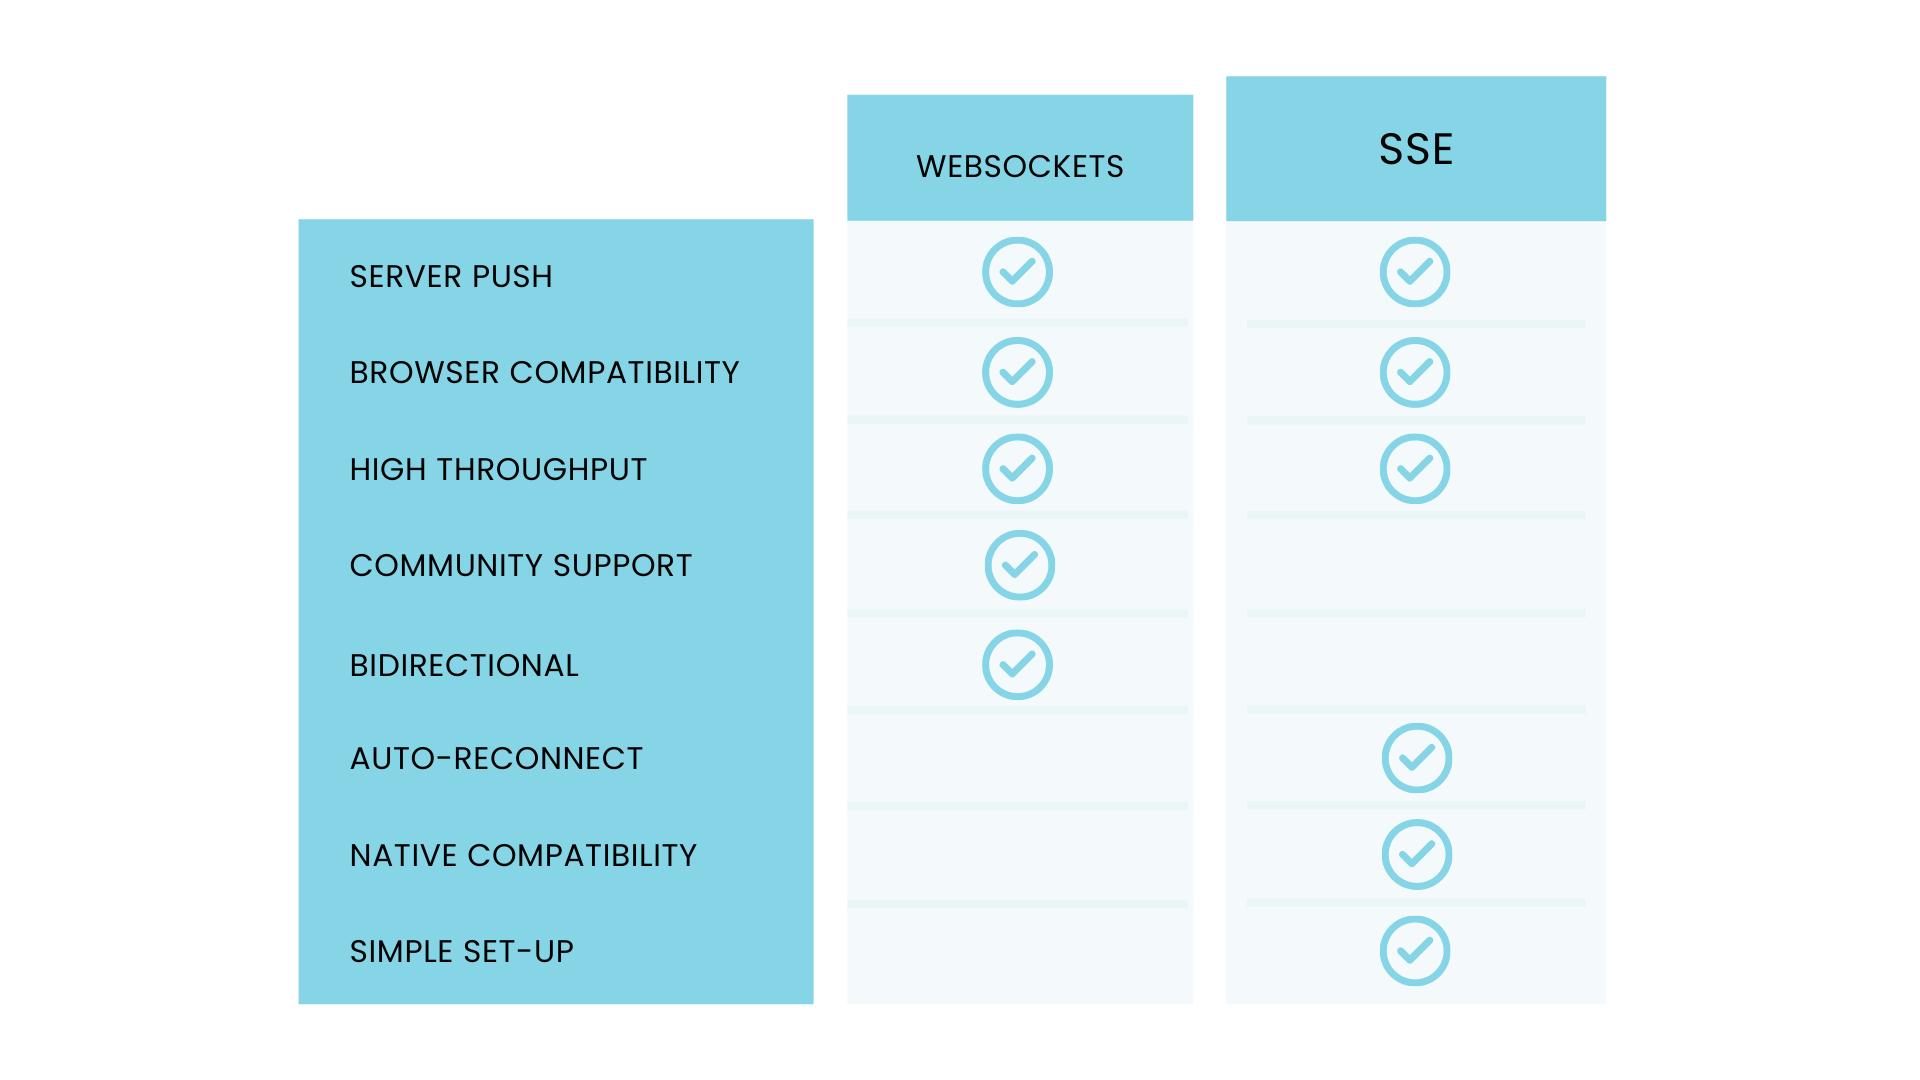 WEBSOCKETS
SSE
SERVER PUSH
BROWSER COMPATIBILITY
HIGH THROUGHPUT
COMMUNITY SUPPORT
BIDIRECTIONAL
AUTO-RECONNECT
NATIVE COMPATIBILITY
SIMPLE SET-UP